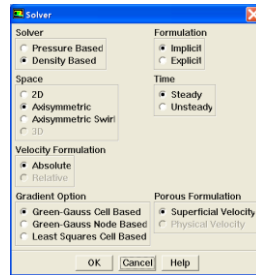 Solver
Solver
Formulation
Pressure Based
Implicit
Density Based
Explicit
Space
Time
2D
Steady
Axisymmetric
Unsteady
Axisymmetric Swirl
3D
Velocity Formulation
Absolute
Relative
Gradient Option
Porous Formulation
Green-Gauss Cell Based
Superficial Velocity
Green-Gauss Node Based
Physical Velocity
Least Squares Cell Based
OK
Cancel
Help